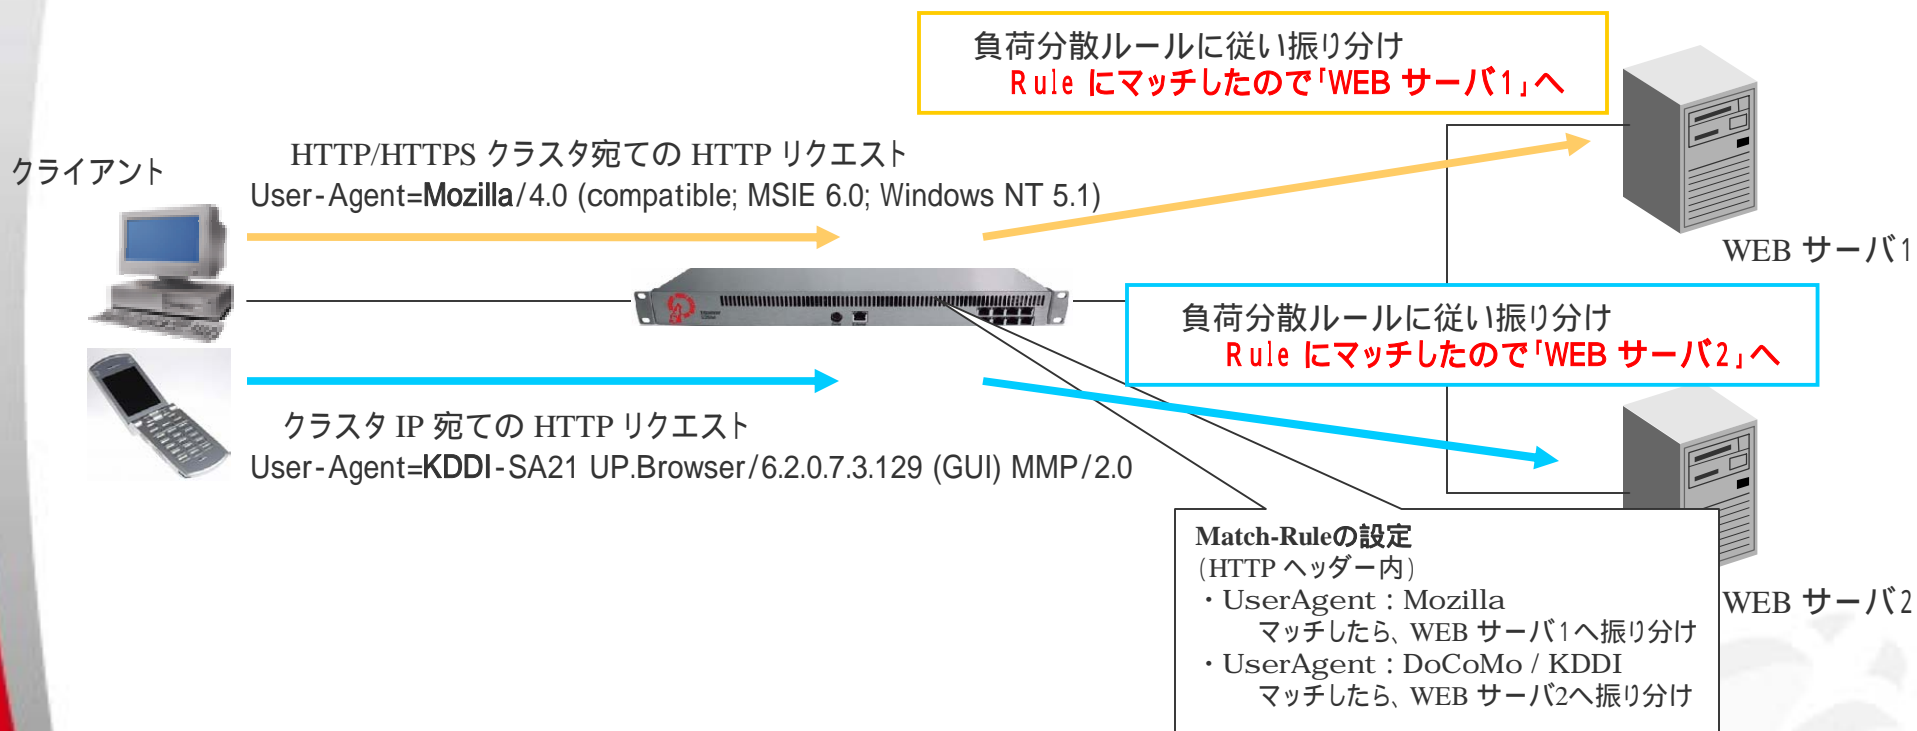 負荷分散ルールに従い振り分け
Rule にマッチしたので「WEB サーバ1」へ
クライアント
HTTP/HTTPS クラスタ宛ての HTTP リクエスト
User-Agent=Mozilla/4.0 (compatible; MSIE 6.0; Windows NT 5.1)
WEB サーバ1
負荷分散ルールに従い振り分け
Rule にマッチしたので「WEB サーバ2」へ
クラスタ IP 宛ての HTTP リクエスト
User-Agent=KDDI-SA21 UP.Browser/6.2.0.7.3.129 (GUI) MMP/2.0
Match-Ruleの設定
(HTTP ヘッダー内)
・UserAgent：Mozilla
マッチしたら、WEB サーバ1へ振り分け
・UserAgent：DoCoMo / KDDI
マッチしたら、WEB サーバ2へ振り分け
WEB サーバ2